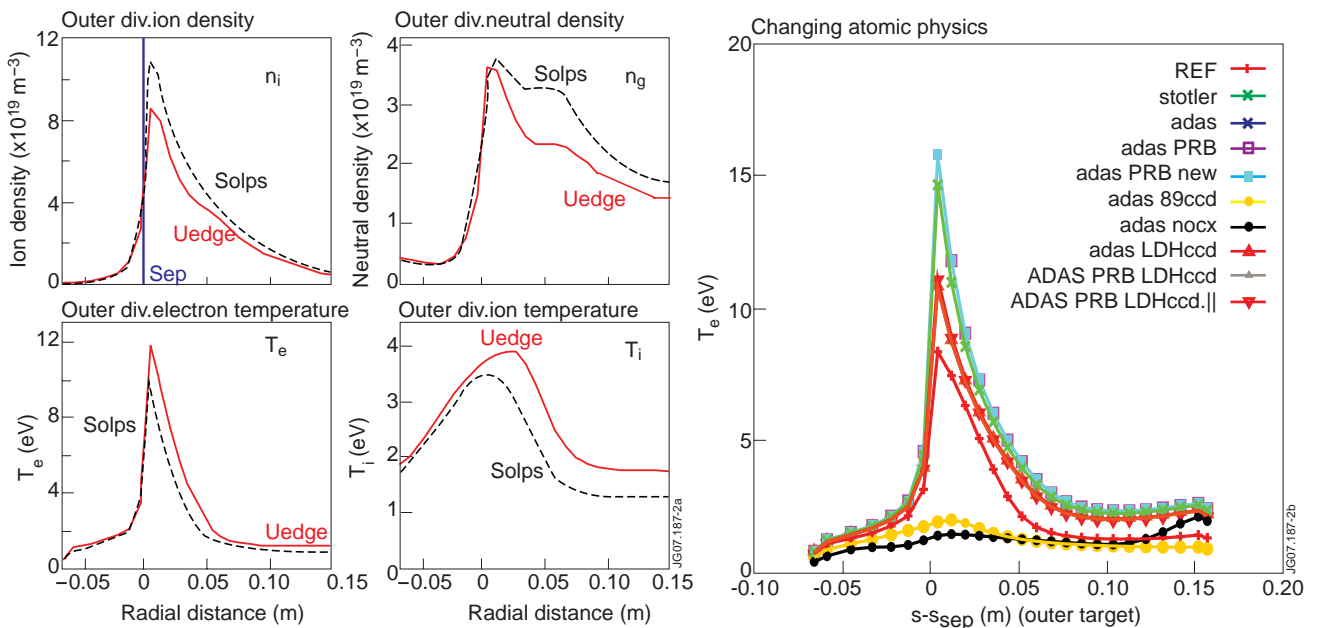 Outer div.ion density
12
8
4
0
Ion density (x10¹⁹ m⁻³)
n_i
Solps
Uedge
Sep
Outer div.neutral density
4
3
2
1
0
Neutral density (x10¹⁹ m⁻³)
n_g
Solps
Uedge
Outer div.electron temperature
12
8
4
0
T_e (eV)
T_e
Solps
Uedge
−0.05
0
0.05
0.10
0.15
Radial distance (m)
Outer div.ion temperature
4
3
2
1
0
T_i (eV)
T_i
Uedge
Solps
−0.05
0
0.05
0.10
0.15
Radial distance (m)
JG07.187-2a
Changing atomic physics
20
15
10
5
0
T_e (eV)
REF
stotler
adas
adas PRB
adas PRB new
adas 89ccd
adas nocx
adas LDHccd
ADAS PRB LDHccd
ADAS PRB LDHccd.||
-0.10
-0.05
0
0.05
0.10
0.15
0.20
s-s_sep (m) (outer target)
JG07.187-2b